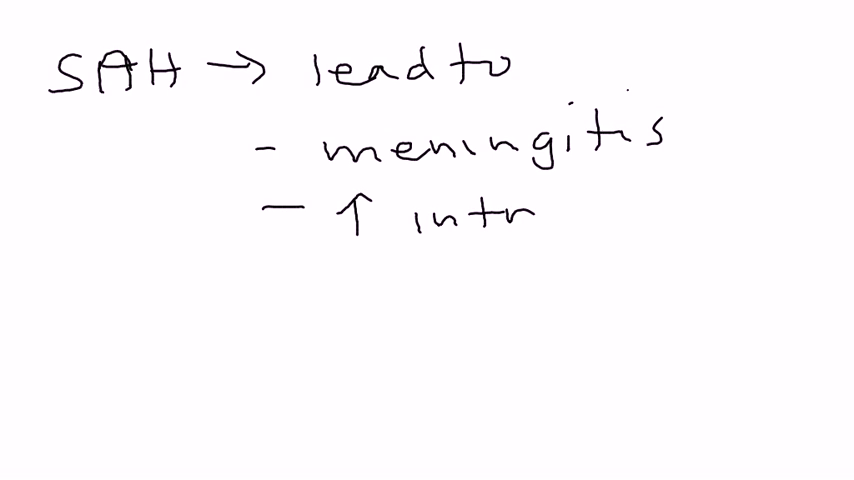 SAH → lead to
- meningitis
- ↑ intr